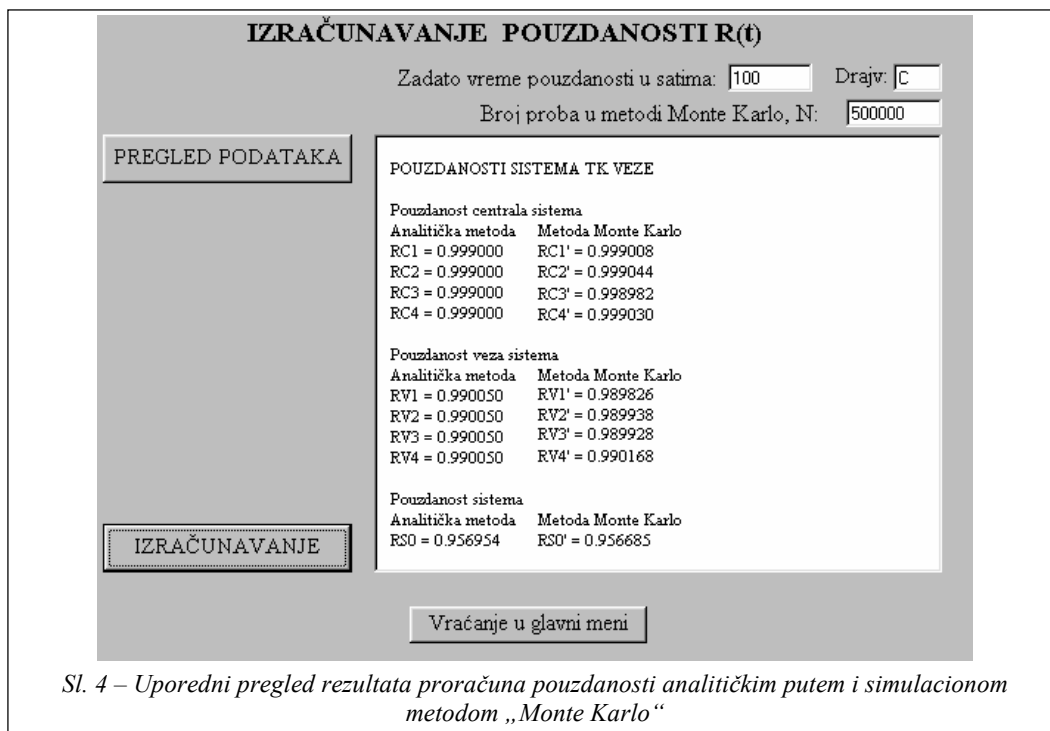 IZRAČUNAVANJE POUZDANOSTI R(t)
Zadato vreme pouzdanosti u satima: 100 Drajv: C
Broj proba u metodi Monte Karlo, N: 500000
PREGLED PODATAKA
POUZDANOSTI SISTEMA TK VEZE
Pouzdanost centrala sistema
Analitička metoda Metoda Monte Karlo
RC1 = 0.999000 RC1' = 0.999008
RC2 = 0.999000 RC2' = 0.999044
RC3 = 0.999000 RC3' = 0.998982
RC4 = 0.999000 RC4' = 0.999030
Pouzdanost veza sistema
Analitička metoda Metoda Monte Karlo
RV1 = 0.990050 RV1' = 0.989826
RV2 = 0.990050 RV2' = 0.989938
RV3 = 0.990050 RV3' = 0.989928
RV4 = 0.990050 RV4' = 0.990168
Pouzdanost sistema
Analitička metoda Metoda Monte Karlo
RS0 = 0.956954 RS0' = 0.956685
IZRAČUNAVANJE
Vraćanje u glavni meni
Sl. 4 – Uporedni pregled rezultata proračuna pouzdanosti analitičkim putem i simulacionom
metodom „Monte Karlo“